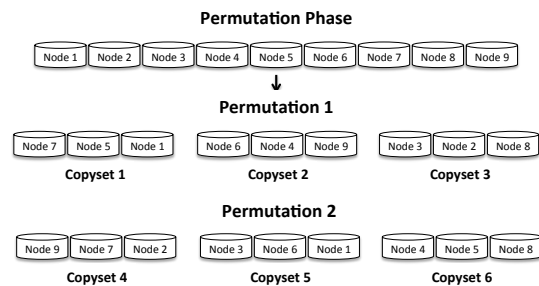 Permutation Phase
Node 1 Node 2 Node 3 Node 4 Node 5 Node 6 Node 7 Node 8 Node 9
Permutation 1
Node 7 Node 5 Node 1 Node 6 Node 4 Node 9 Node 3 Node 2 Node 8
Copyset 1 Copyset 2 Copyset 3
Permutation 2
Node 9 Node 7 Node 2 Node 3 Node 6 Node 1 Node 4 Node 5 Node 8
Copyset 4 Copyset 5 Copyset 6